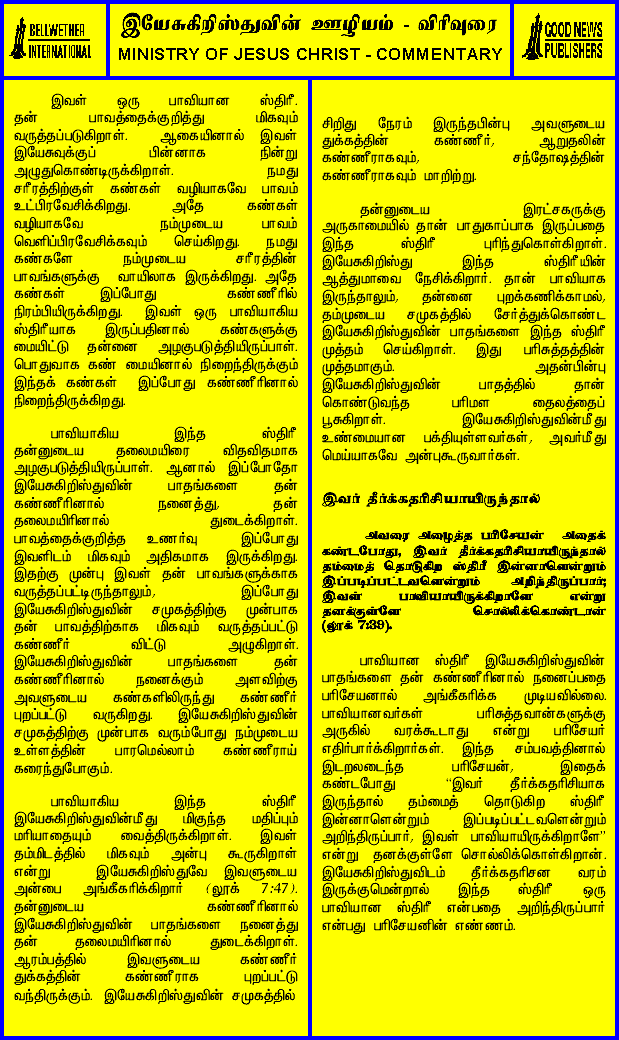 BELLWETHER
INTERNATIONAL
இயேசுகிறிஸ்துவின் ஊழியம் - விரிவுரை
MINISTRY OF JESUS CHRIST - COMMENTARY
GOOD NEWS
PUBLISHERS
இவள் ஒரு பாவியான ஸ்திரீ.
தன் பாவத்தைக்குறித்து மிகவும்
வருத்தப்படுகிறாள். ஆகையினால் இவள்
இயேசுவுக்குப் பின்னாக நின்று
அழுதுகொண்டிருக்கிறாள். நமது
சரீரத்திற்குள் கண்கள் வழியாகவே பாவம்
உட்பிரவேசிக்கிறது. அதே கண்கள்
வழியாகவே நம்முடைய பாவம்
வெளிப்பிரவேசிக்கவும் செய்கிறது. நமது
கண்களே நம்முடைய சரீரத்தின்
பாவங்களுக்கு வாயிலாக இருக்கிறது. அதே
கண்கள் இப்போது கண்ணீரில்
நிரம்பியிருக்கிறது. இவள் ஒரு பாவியாகிய
ஸ்திரீயாக இருப்பதினால் கண்களுக்கு
மையிட்டு தன்னை அழகுபடுத்தியிருப்பாள்.
பொதுவாக கண் மையினால் நிறைந்திருக்கும்
இந்தக் கண்கள் இப்போது கண்ணீரினால்
நிறைந்திருக்கிறது.
பாவியாகிய இந்த ஸ்திரீ
தன்னுடைய தலைமயிரை விதவிதமாக
அழகுபடுத்தியிருப்பாள். ஆனால் இப்போதோ
இயேசுகிறிஸ்துவின் பாதங்களை தன்
கண்ணீரினால் நனைத்து, தன்
தலைமயிரினால் துடைக்கிறாள்.
பாவத்தைக்குறித்த உணர்வு இப்போது
இவளிடம் மிகவும் அதிகமாக இருக்கிறது.
இதற்கு முன்பு இவள் தன் பாவங்களுக்காக
வருத்தப்பட்டிருந்தாலும், இப்போது
இயேசுகிறிஸ்துவின் சமுகத்திற்கு முன்பாக
தன் பாவத்திற்காக மிகவும் வருத்தப்பட்டு
கண்ணீர் விட்டு அழுகிறாள்.
இயேசுகிறிஸ்துவின் பாதங்களை தன்
கண்ணீரினால் நனைக்கும் அளவிற்கு
அவளுடைய கண்களிலிருந்து கண்ணீர்
புறப்பட்டு வருகிறது. இயேசுகிறிஸ்துவின்
சமுகத்திற்கு முன்பாக வரும்போது நம்முடைய
உள்ளத்தின் பாரமெல்லாம் கண்ணீராய்
கரைந்துபோகும்.
பாவியாகிய இந்த ஸ்திரீ
இயேசுகிறிஸ்துவின்மீது மிகுந்த மதிப்பும்
மரியாதையும் வைத்திருக்கிறாள். இவள்
தம்மிடத்தில் மிகவும் அன்பு கூருகிறாள்
என்று இயேசுகிறிஸ்துவே இவளுடைய
அன்பை அங்கீகரிக்கிறார் (லூக் 7:47).
தன்னுடைய கண்ணீரினால்
இயேசுகிறிஸ்துவின் பாதங்களை நனைத்து
தன் தலைமயிரினால் துடைக்கிறாள்.
ஆரம்பத்தில் இவளுடைய கண்ணீர்
துக்கத்தின் கண்ணீராக புறப்பட்டு
வந்திருக்கும். இயேசுகிறிஸ்துவின் சமுகத்தில்
சிறிது நேரம் இருந்தபின்பு அவளுடைய
துக்கத்தின் கண்ணீர், ஆறுதலின்
கண்ணீராகவும், சந்தோஷத்தின்
கண்ணீராகவும் மாறிற்று.
தன்னுடைய இரட்சகருக்கு
அருகாமையில் தான் பாதுகாப்பாக இருப்பதை
இந்த ஸ்திரீ புரிந்துகொள்கிறாள்.
இயேசுகிறிஸ்து இந்த ஸ்திரீயின்
ஆத்துமாவை நேசிக்கிறார். தான் பாவியாக
இருந்தாலும், தன்னை புறக்கணிக்காமல்,
தம்முடைய சமுகத்தில் சேர்த்துக்கொண்ட
இயேசுகிறிஸ்துவின் பாதங்களை இந்த ஸ்திரீ
முத்தம் செய்கிறாள். இது பரிசுத்தத்தின்
முத்தமாகும். அதன்பின்பு
இயேசுகிறிஸ்துவின் பாதத்தில் தான்
கொண்டுவந்த பரிமள தைலத்தைப்
பூசுகிறாள். இயேசுகிறிஸ்துவின்மீது
உண்மையான பக்தியுள்ளவர்கள், அவர்மீது
மெய்யாகவே அன்புகூருவார்கள்.
இவர் தீர்க்கதரிசியாயிருந்தால்
அவரை அழைத்த பரிசேயன் அதைக்
கண்டபோது, இவர் தீர்க்கதரிசியாயிருந்தால்
தம்மைத் தொடுகிற ஸ்திரீ இன்னாளென்றும்
இப்படிப்பட்டவளென்றும் அறிந்திருப்பார்;
இவள் பாவியாயிருக்கிறாளே என்று
தனக்குள்ளே சொல்லிக்கொண்டான்
(லூக் 7:39).
பாவியான ஸ்திரீ இயேசுகிறிஸ்துவின்
பாதங்களை தன் கண்ணீரினால் நனைப்பதை
பரிசேயனால் அங்கீகரிக்க முடியவில்லை.
பாவியானவர்கள் பரிசுத்தவான்களுக்கு
அருகில் வரக்கூடாது என்று பரிசேயர்
எதிர்பார்க்கிறார்கள். இந்த சம்பவத்தினால்
இடறலடைந்த பரிசேயன், இதைக்
கண்டபோது "இவர் தீர்க்கதரிசியாக
இருந்தால் தம்மைத் தொடுகிற ஸ்திரீ
இன்னாளென்றும் இப்படிப்பட்டவளென்றும்
அறிந்திருப்பார், இவள் பாவியாயிருக்கிறாளே"
என்று தனக்குள்ளே சொல்லிக்கொள்கிறான்.
இயேசுகிறிஸ்துவிடம் தீர்க்கதரிசன வரம்
இருக்குமென்றால் இந்த ஸ்திரீ ஒரு
பாவியான ஸ்திரீ என்பதை அறிந்திருப்பார்
என்பது பரிசேயனின் எண்ணம்.